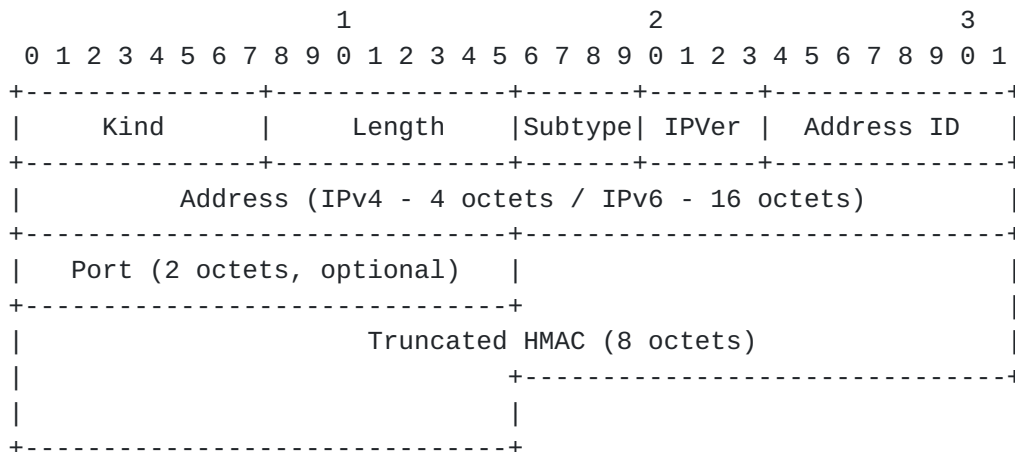 1                   2                   3
 0 1 2 3 4 5 6 7 8 9 0 1 2 3 4 5 6 7 8 9 0 1 2 3 4 5 6 7 8 9 0 1
+---------------+---------------+-------+-------+---------------+
|     Kind      |     Length    |Subtype| IPVer |  Address ID   |
+---------------+---------------+-------+-------+---------------+
|          Address (IPv4 - 4 octets / IPv6 - 16 octets)         |
+-------------------------------+-------------------------------+
|   Port (2 octets, optional)   |                               |
+-------------------------------+                               |
|                      Truncated HMAC (8 octets)                |
|                               +-------------------------------+
|                               |
+-------------------------------+